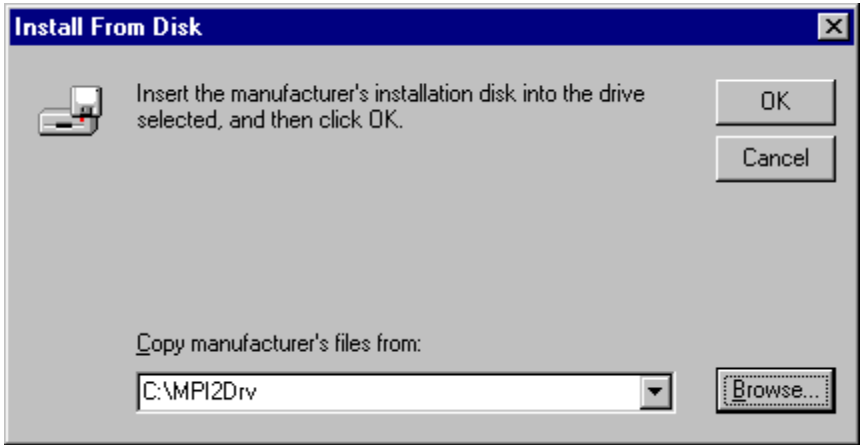 Install From Disk
Insert the manufacturer's installation disk into the drive
selected, and then click OK.
OK
Cancel
Copy manufacturer's files from:
C:\MPI2Drv
Browse...